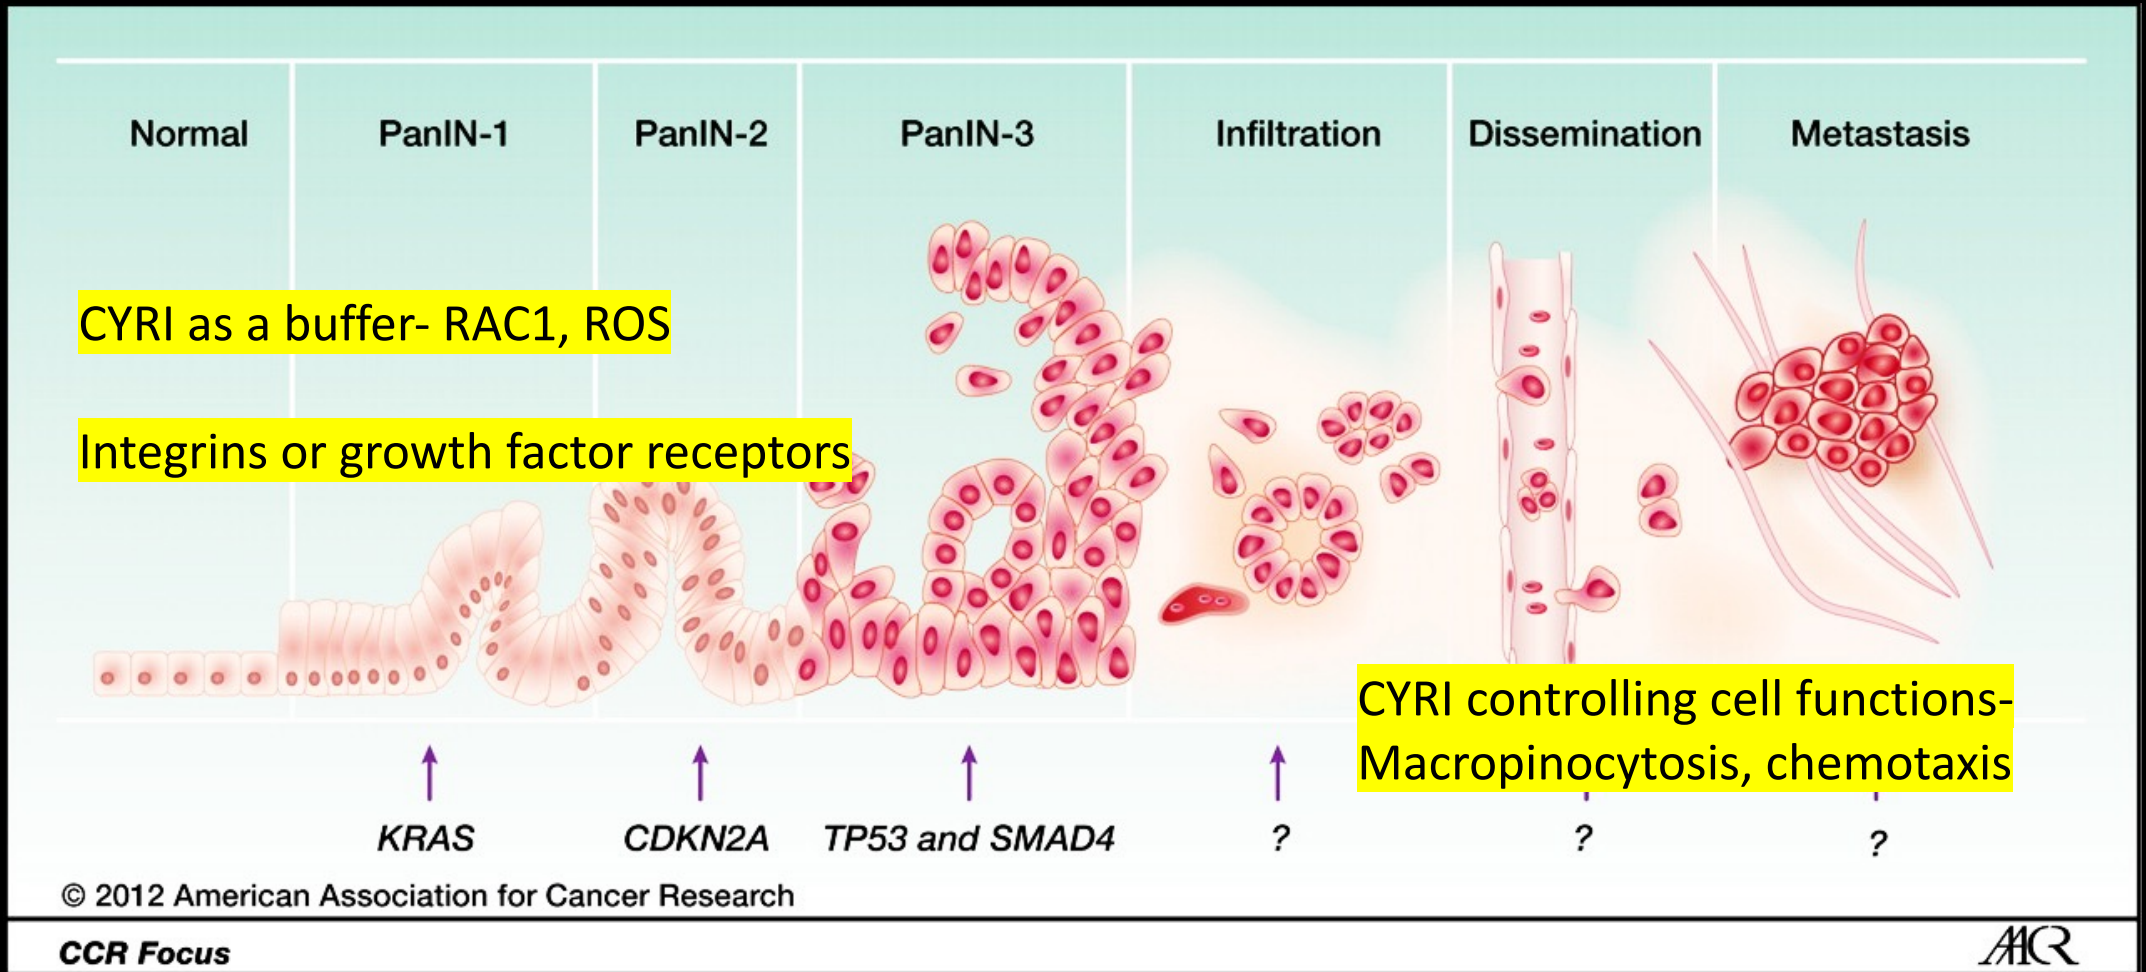 Normal
PanIN-1
PanIN-2
PanIN-3
Infiltration
Dissemination
Metastasis
CYRI as a buffer- RAC1, ROS
Integrins or growth factor receptors
CYRI controlling cell functions-
Macropinocytosis, chemotaxis
KRAS
CDKN2A
TP53 and SMAD4
?
?
?
© 2012 American Association for Cancer Research
CCR Focus
AACR